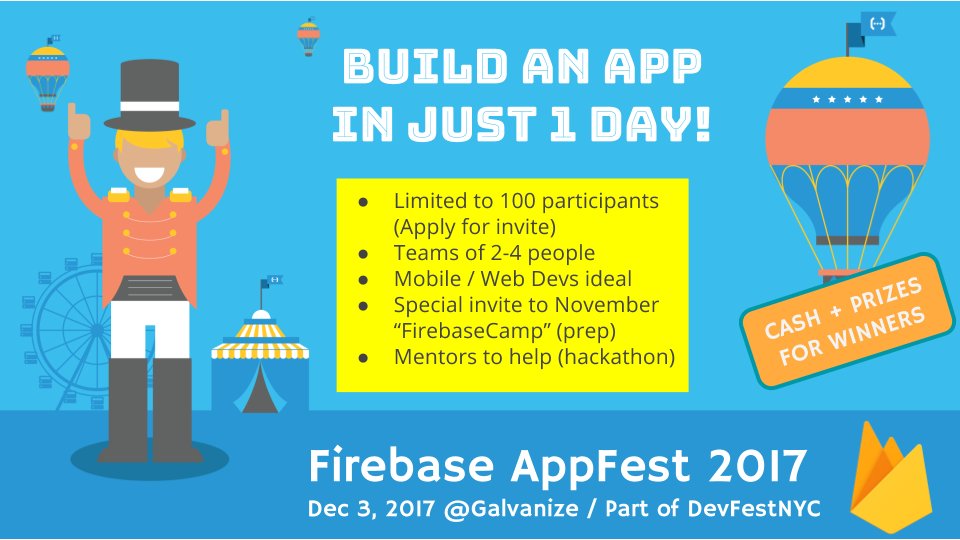 BUILD AN APP
IN JUST 1 DAY!
● Limited to 100 participants
(Apply for invite)
● Teams of 2-4 people
● Mobile / Web Devs ideal
● Special invite to November
“FirebaseCamp” (prep)
● Mentors to help (hackathon)
CASH + PRIZES
FOR WINNERS
Firebase AppFest 2017
Dec 3, 2017 @Galvanize / Part of DevFestNYC